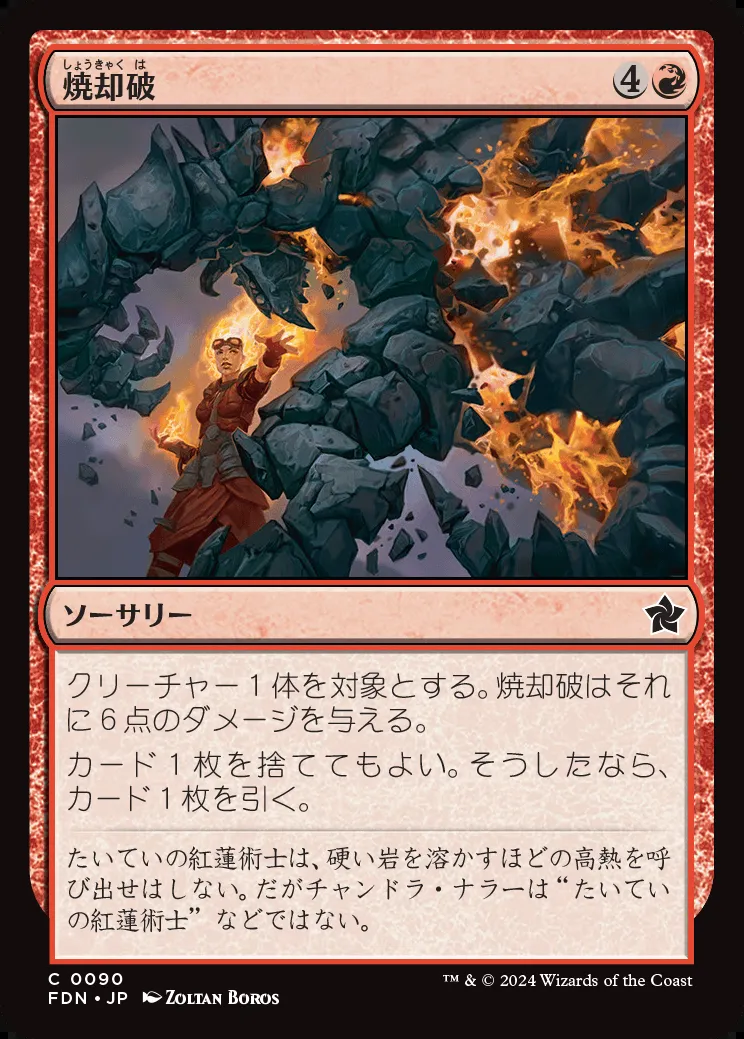 しょうきゃく は
焼却破
4
ソーサリー
クリーチャー1体を対象とする。焼却破はそれ
に6点のダメージを与える。
カード1枚を捨ててもよい。そうしたなら、
カード1枚を引く。
たいていの紅蓮術士は、硬い岩を溶かすほどの高熱を呼
び出せはしない。だがチャンドラ・ナラーは“たいてい
の紅蓮術士”などではない。
C 0090
FDN • JP ZOLTAN BOROS
™ & © 2024 Wizards of the Coast